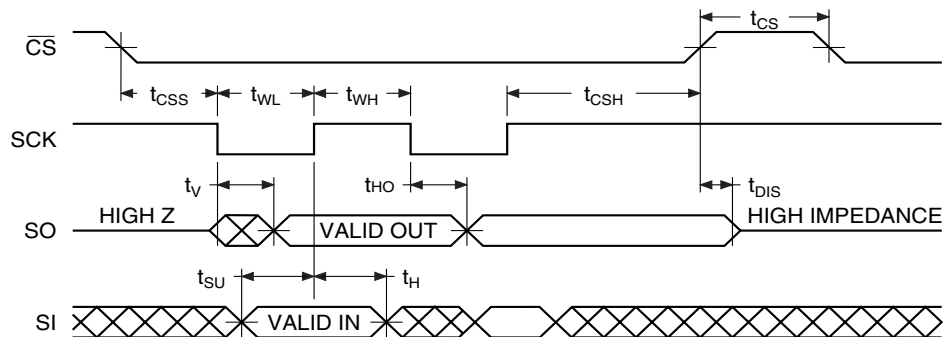 CS tCS
tCSS tWL tWH tCSH
SCK
tV tHO tDIS
HIGH Z VALID OUT HIGH IMPEDANCE
SO
tSU tH
SI VALID IN